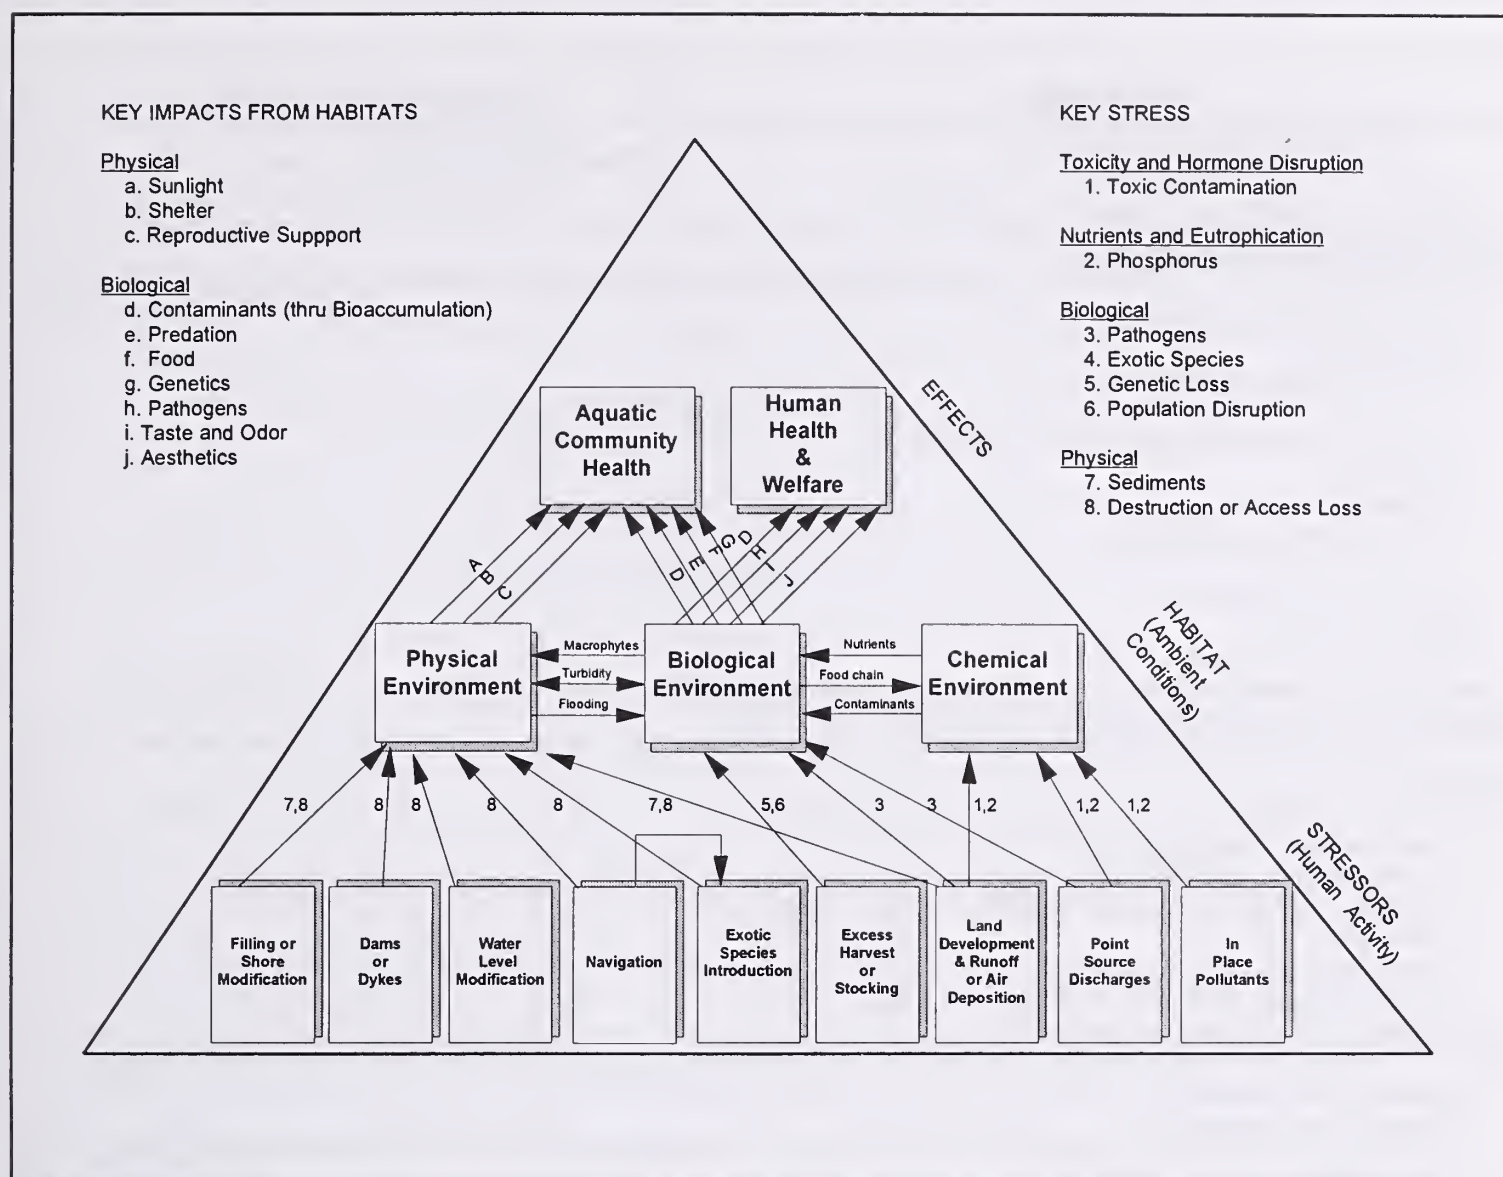 KEY IMPACTS FROM HABITATS
Physical
a. Sunlight
b. Shelter
c. Reproductive Suppport
Biological
d. Contaminants (thru Bioaccumulation)
e. Predation
f. Food
g. Genetics
h. Pathogens
i. Taste and Odor
j. Aesthetics
KEY STRESS
Toxicity and Hormone Disruption
1. Toxic Contamination
Nutrients and Eutrophication
2. Phosphorus
Biological
3. Pathogens
4. Exotic Species
5. Genetic Loss
6. Population Disruption
Physical
7. Sediments
8. Destruction or Access Loss
EFFECTS
Aquatic
Community
Health
Human
Health
&
Welfare
A
B
C
D
E
F
G
D
H
I
J
HABITAT
(Ambient
Conditions)
Physical
Environment
Macrophytes
Turbidity
Flooding
Biological
Environment
Nutrients
Food chain
Contaminants
Chemical
Environment
7,8
8
8
8
8
7,8
5,6
3
3
1,2
1,2
1,2
STRESSORS
(Human Activity)
Filling or
Shore
Modification
Dams
or
Dykes
Water
Level
Modification
Navigation
Exotic
Species
Introduction
Excess
Harvest
or
Stocking
Land
Development
& Runoff
or Air
Deposition
Point
Source
Discharges
In
Place
Pollutants